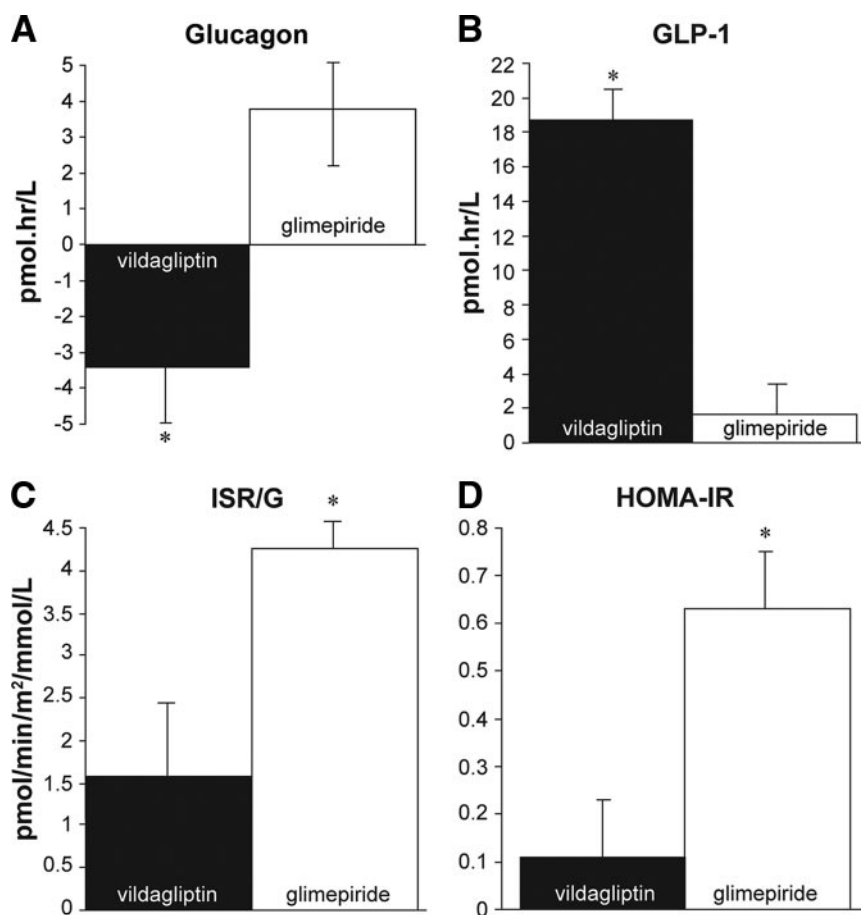 A
Glucagon
pmol.hr/L
5
4
3
2
1
0
-1
-2
-3
-4
-5
vildagliptin
glimepiride
*
B
GLP-1
pmol.hr/L
22
20
18
16
14
12
10
8
6
4
2
0
*
vildagliptin
glimepiride
C
ISR/G
pmol/min/m²/mmol/L
4.5
4
3.5
3
2.5
2
1.5
1
0.5
0
*
vildagliptin
glimepiride
D
HOMA-IR
0.8
0.7
0.6
0.5
0.4
0.3
0.2
0.1
0
*
vildagliptin
glimepiride